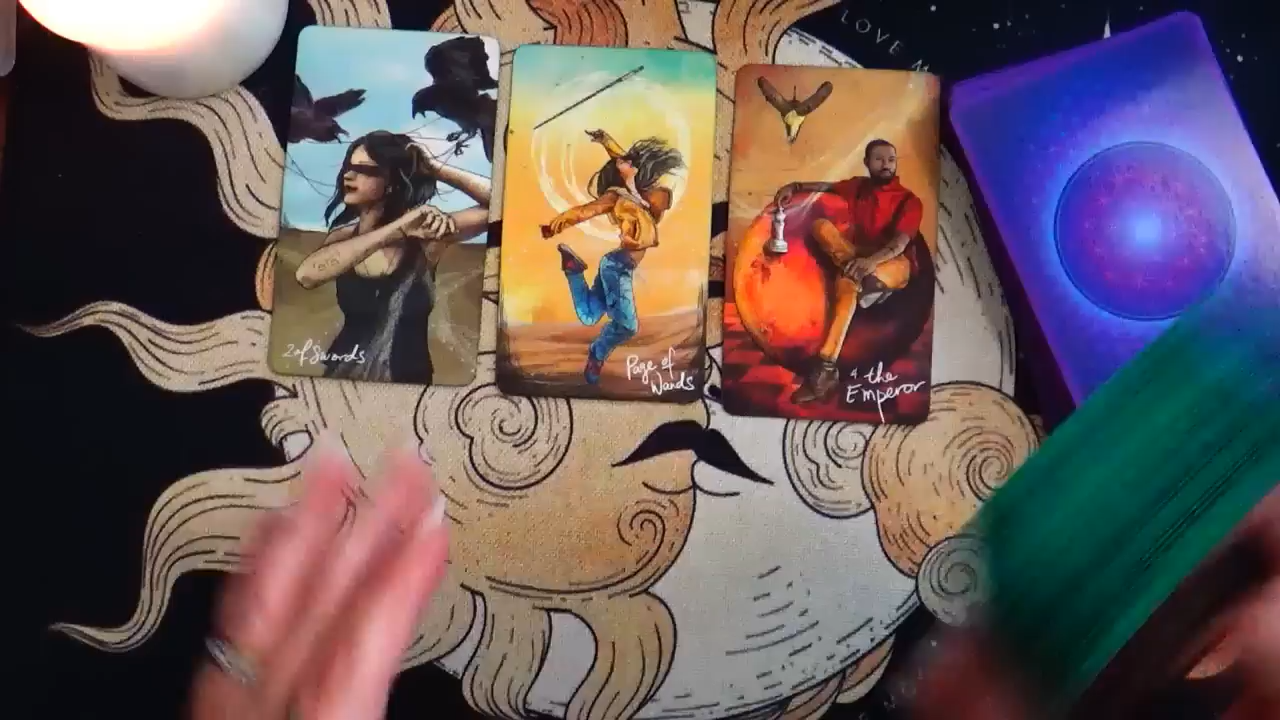 LOVE
2 of Swords
Page of
Wands
4 the
Emperor